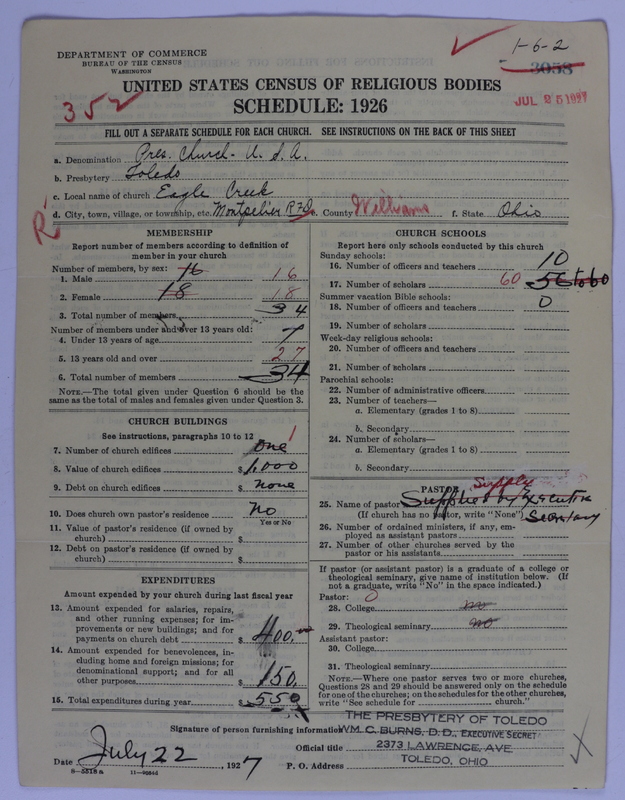 DEPARTMENT OF COMMERCE
BUREAU OF THE CENSUS
WASHINGTON
1-6-2
3058
352
UNITED STATES CENSUS OF RELIGIOUS BODIES
SCHEDULE: 1926
JUL 25 1927
FILL OUT A SEPARATE SCHEDULE FOR EACH CHURCH. SEE INSTRUCTIONS ON THE BACK OF THIS SHEET
a. Denomination Pres. Church - U. S. A.
b. Presbytery Toledo
c. Local name of church Eagle Creek
d. City, town, village, or township, etc. Montpelier R.F.D. e. County Williams f. State Ohio
R
MEMBERSHIP
Report number of members according to definition of
member in your church
Number of members, by sex: 16
1. Male 16
18
2. Female 18
3. Total number of members 34
Number of members under and over 13 years old:
4. Under 13 years of age 7
5. 13 years old and over 27
6. Total number of members 34
NOTE.—The total given under Question 6 should be
same as the total of males and females given under Question 3.
CHURCH BUILDINGS
See instructions, paragraphs 10 to 12
7. Number of church edifices one 1
8. Value of church edifices $ 1,000
9. Debt on church edifices $ none
10. Does church own pastor's residence no
Yes or No
11. Value of pastor's residence (if owned by
church) $
12. Debt on pastor's residence (if owned by
church) $
EXPENDITURES
Amount expended by your church during last fiscal year
13. Amount expended for salaries, repairs,
and other running expenses; for im-
provements or new buildings; and for
payments on church debt $ 400.00
14. Amount expended for benevolences, in-
cluding home and foreign missions; for
denominational support; and for all
other purposes $ 150.
15. Total expenditures during year $ 550
CHURCH SCHOOLS
Report here only schools conducted by this church
Sunday schools:
16. Number of officers and teachers 10
17. Number of scholars 60 50 to 60
Summer vacation Bible schools:
18. Number of officers and teachers 0
19. Number of scholars
Week-day religious schools:
20. Number of officers and teachers
21. Number of scholars
Parochial schools:
22. Number of administrative officers
23. Number of teachers—
a. Elementary (grades 1 to 8)
b. Secondary
24. Number of scholars—
a. Elementary (grades 1 to 8)
b. Secondary
PASTOR Supply
25. Name of pastor Supplied by Executive
(If church has no pastor, write "None") Secretary
26. Number of ordained ministers, if any, em-
ployed as assistant pastors
27. Number of other churches served by the
pastor or his assistants
If pastor (or assistant pastor) is a graduate of a college or
theological seminary, give name of institution below. (If
not a graduate, write "No" in the space indicated.)
Pastor: 0
28. College no
29. Theological seminary no
Assistant pastor:
30. College
31. Theological seminary
NOTE.—Where one pastor serves two or more churches,
Questions 28 and 29 should be answered only on the schedule
for one of the churches; on the schedules for the other churches,
write "See schedule for church."
THE PRESBYTERY OF TOLEDO
Signature of person furnishing information WM. C. BURNS, D. D., EXECUTIVE SECRET
Official title 2373 LAWRENCE AVE
Date July 22, 1927 P. O. Address TOLEDO, OHIO
8-5518a 11-9284d